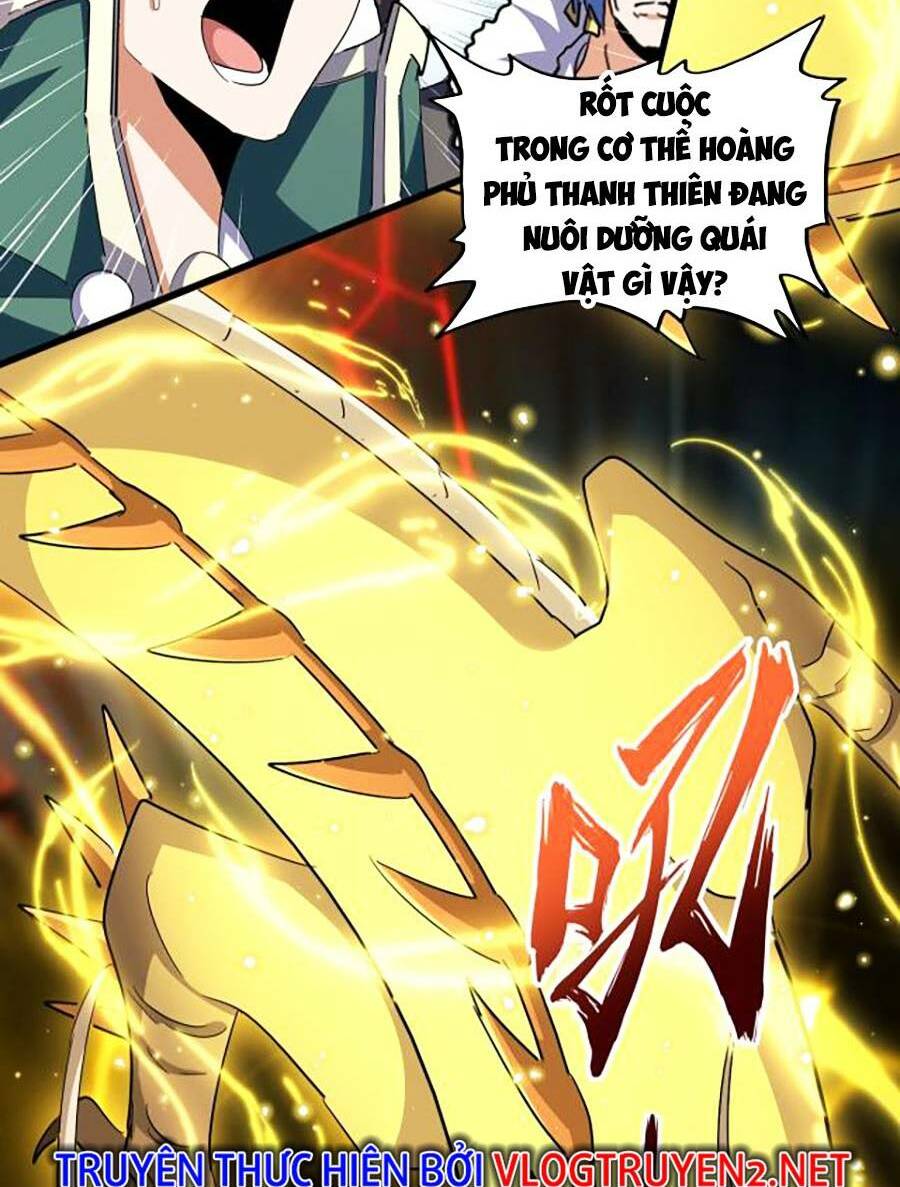 RỐT CUỘC
TRONG CƠ THỂ HOÀNG
PHỦ THANH THIÊN ĐANG
NUÔI DƯỠNG QUÁI
VẬT GÌ VẬY?
吼
TRUYỆN THƯC HIỆN BỞI VLOGTRUYEN2.NET